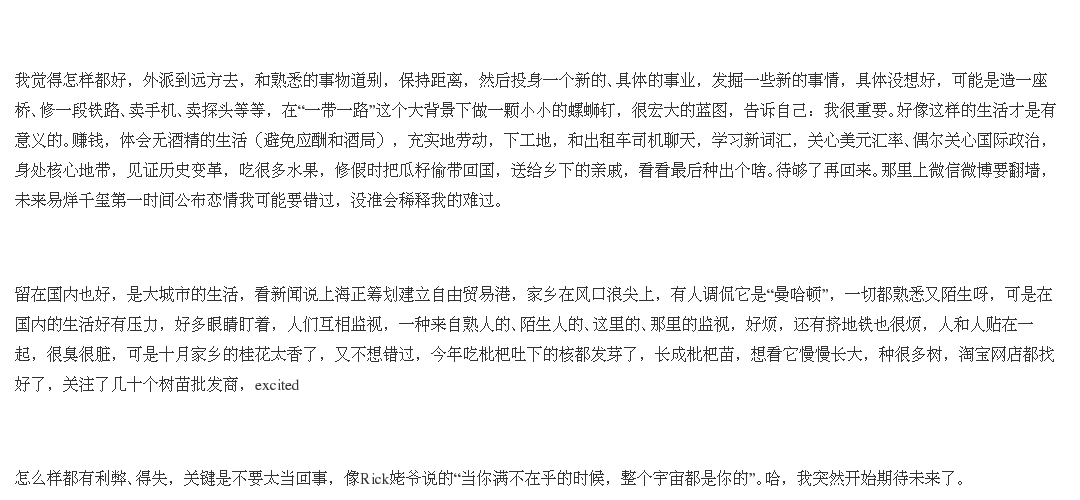 我觉得怎样都好，外派到远方去，和熟悉的事物道别，保持距离，然后投身一个新的、具体的事业，发掘一些新的事情，具体没想好，可能是造一座
桥、修一段铁路、卖手机、卖探头等等，在“一带一路”这个大背景下做一颗小小的螺蛳钉，很宏大的蓝图，告诉自己：我很重要。好像这样的生活才是有
意义的。赚钱，体会无酒精的生活（避免应酬和酒局），充实地劳动，下工地，和出租车司机聊天，学习新词汇，关心美元汇率、偶尔关心国际政治，
身处核心地带，见证历史变革，吃很多水果，修假时把瓜籽偷带回国，送给乡下的亲戚，看看最后种出个啥。待够了再回来。那里上微信微博要翻墙，
未来易烊千玺第一时间公布恋情我可能要错过，没准会稀释我的难过。
留在国内也好，是大城市的生活，看新闻说上海正筹划建立自由贸易港，家乡在风口浪尖上，有人调侃它是“曼哈顿”，一切都熟悉又陌生呀，可是在
国内的生活好有压力，好多眼睛盯着，人们互相监视，一种来自熟人的、陌生人的、这里的、那里的监视，好烦，还有挤地铁也很烦，人和人贴在一
起，很臭很脏，可是十月家乡的桂花太香了，又不想错过，今年吃枇杷吐下的核都发芽了，长成枇杷苗，想看它慢慢长大，种很多树，淘宝网店都找
好了，关注了几十个树苗批发商，excited
怎么样都有利弊、得失，关键是不要太当回事，像Rick姥爷说的“当你满不在乎的时候，整个宇宙都是你的”。哈，我突然开始期待未来了。